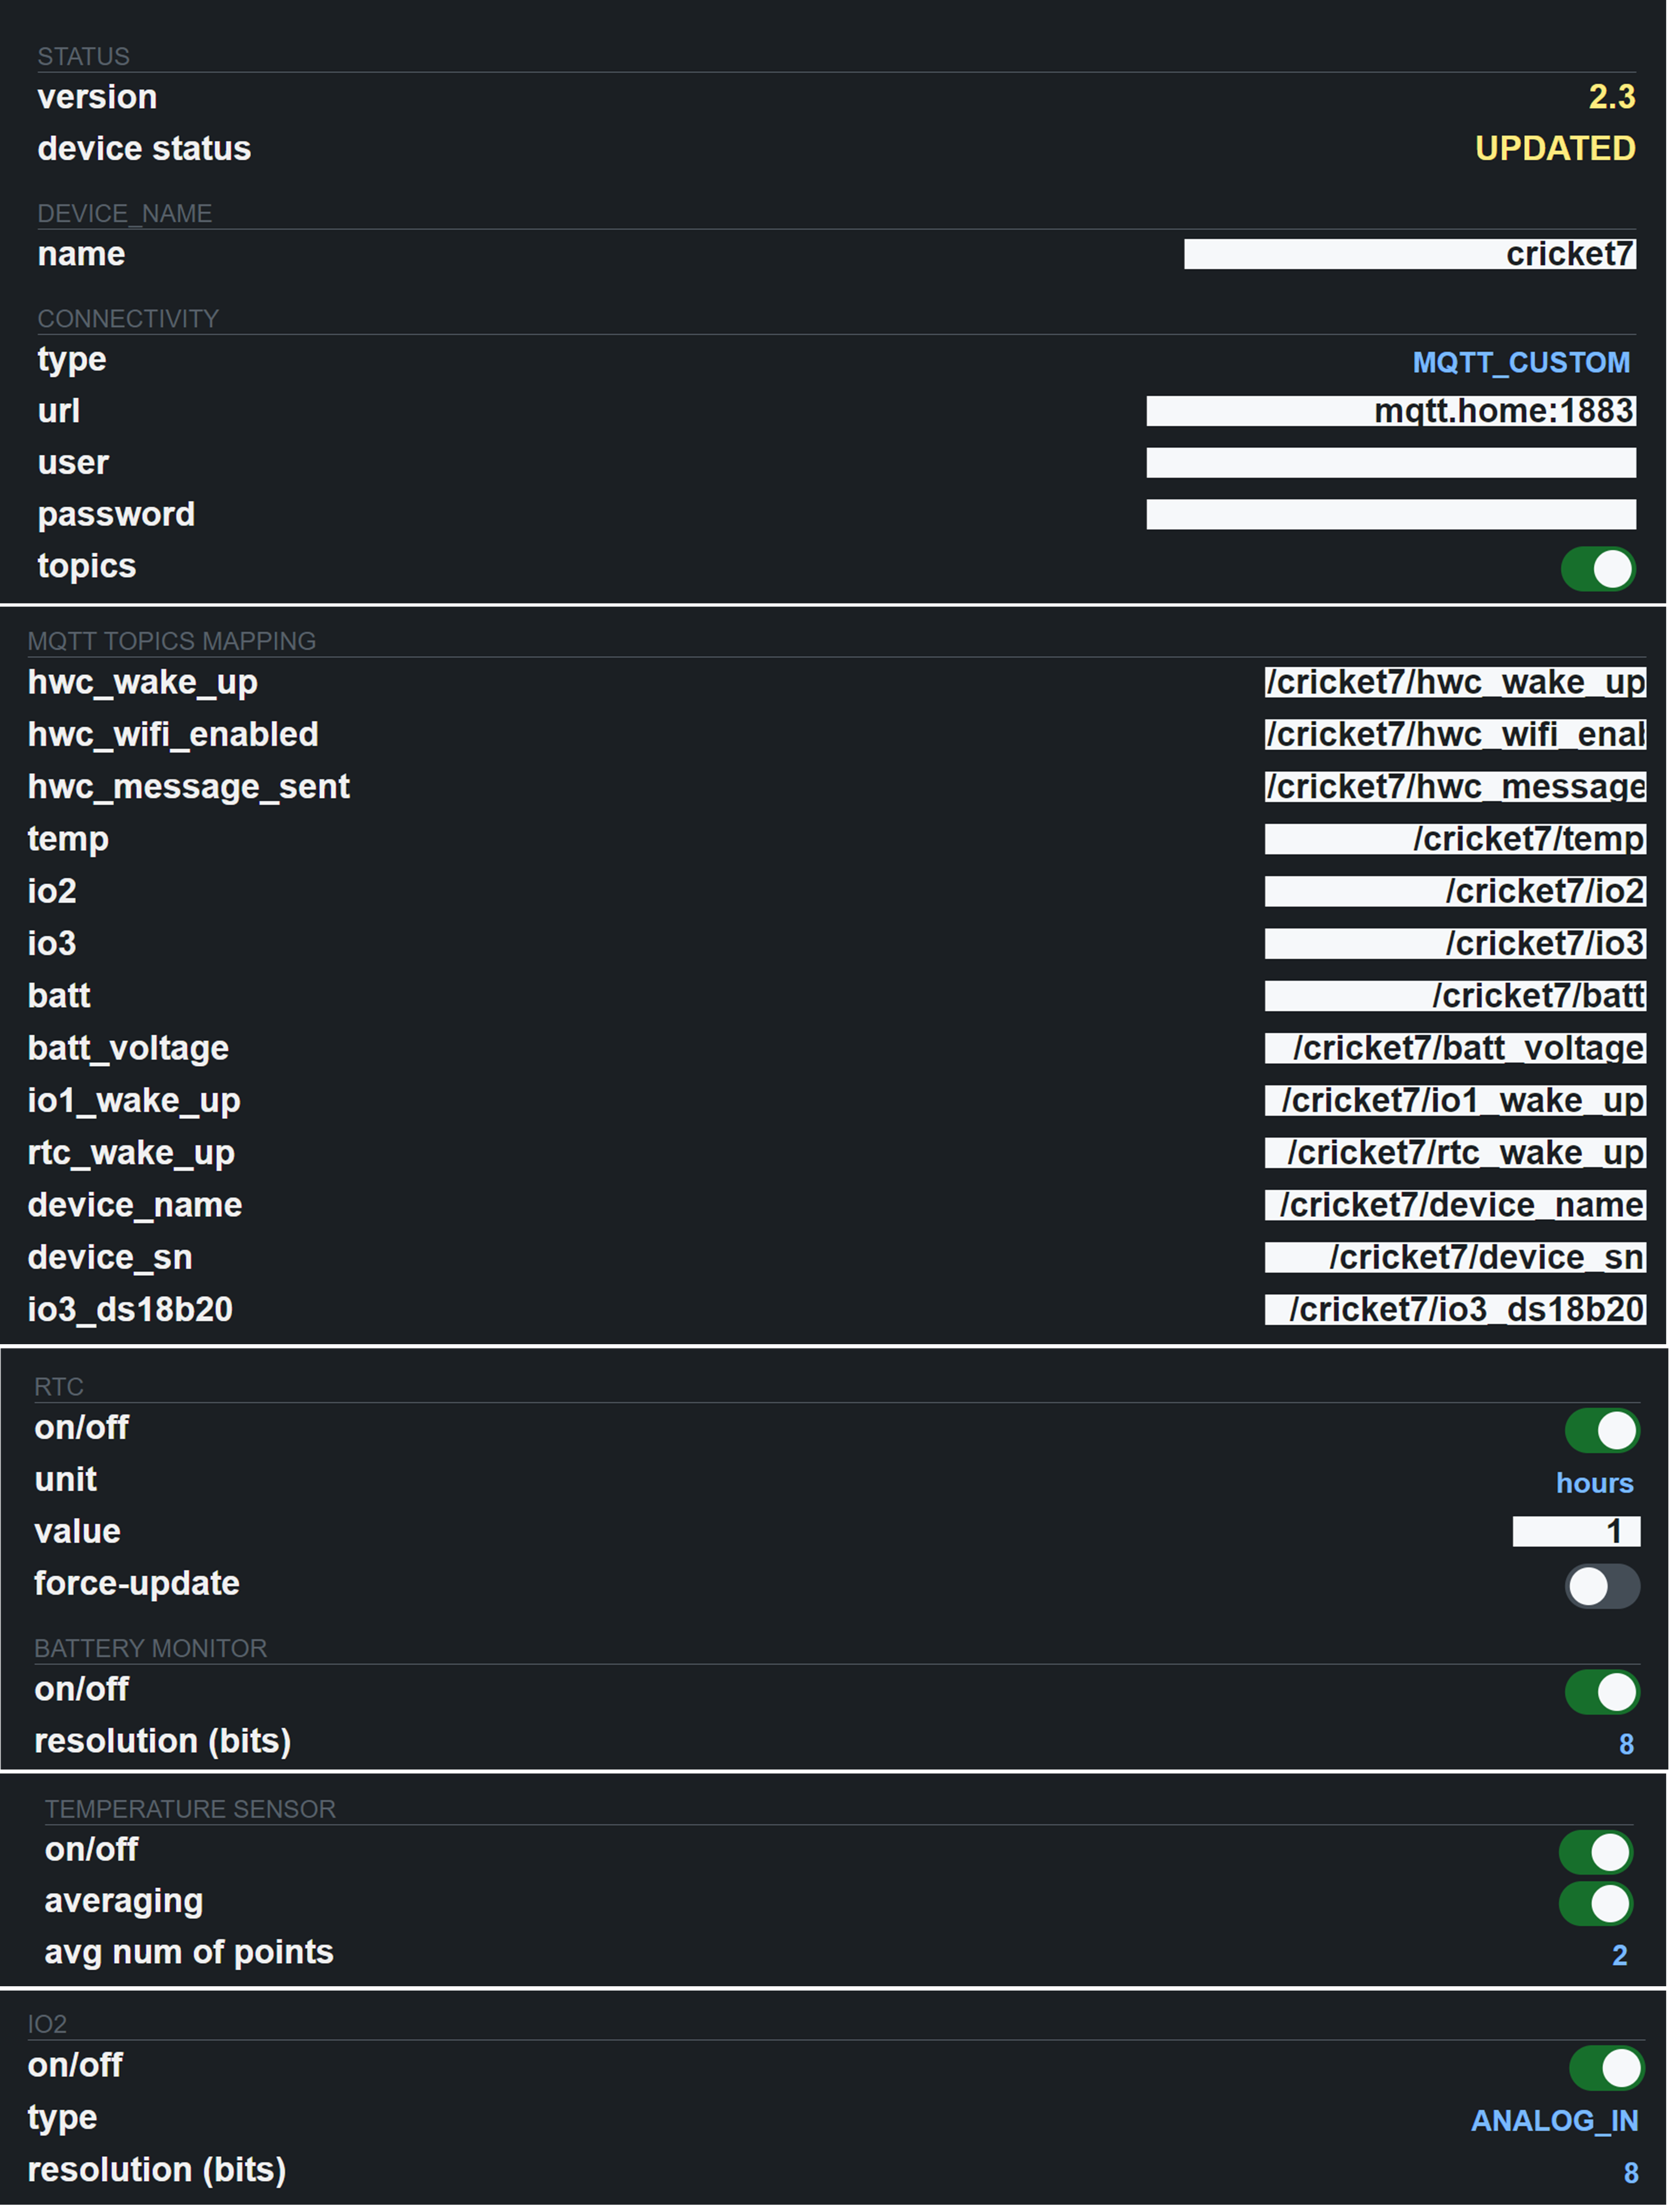 STATUS
version 2.3
device status UPDATED
DEVICE_NAME
name cricket7
CONNECTIVITY
type MQTT_CUSTOM
url mqtt.home:1883
user
password
topics
MQTT TOPICS MAPPING
hwc_wake_up /cricket7/hwc_wake_up
hwc_wifi_enabled /cricket7/hwc_wifi_enab
hwc_message_sent /cricket7/hwc_message
temp /cricket7/temp
io2 /cricket7/io2
io3 /cricket7/io3
batt /cricket7/batt
batt_voltage /cricket7/batt_voltage
io1_wake_up /cricket7/io1_wake_up
rtc_wake_up /cricket7/rtc_wake_up
device_name /cricket7/device_name
device_sn /cricket7/device_sn
io3_ds18b20 /cricket7/io3_ds18b20
RTC
on/off
unit hours
value 1
force-update
BATTERY MONITOR
on/off
resolution (bits) 8
TEMPERATURE SENSOR
on/off
averaging
avg num of points 2
IO2
on/off
type ANALOG_IN
resolution (bits) 8